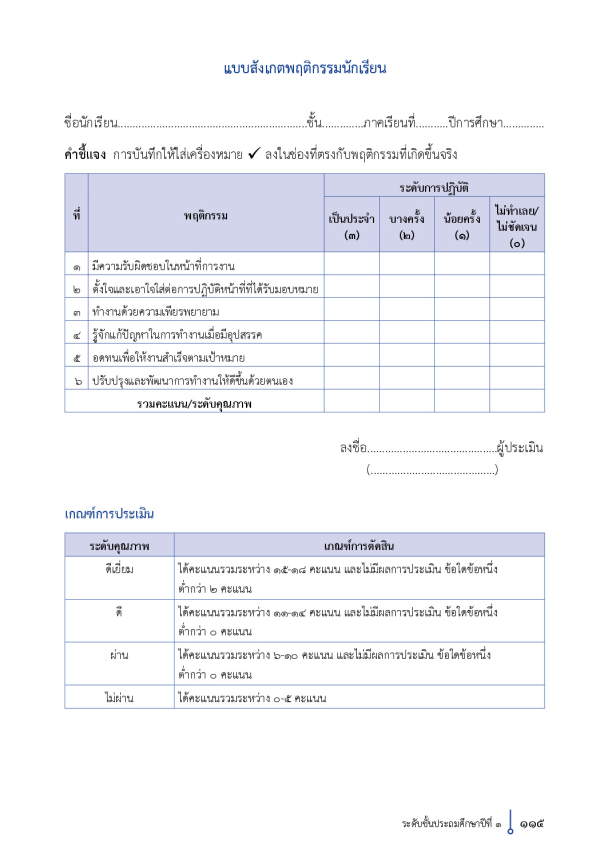 แบบสังเกตพฤติกรรมนักเรียน
ชื่อนักเรียน................................................................ชั้น..............ภาคเรียนที่...........ปีการศึกษา..............
คำชี้แจง การบันทึกให้ใส่เครื่องหมาย ✓ ลงในช่องที่ตรงกับพฤติกรรมที่เกิดขึ้นจริง
ที่ พฤติกรรม ระดับการปฏิบัติ
เป็นประจำ (๓) บางครั้ง (๒) น้อยครั้ง (๑) ไม่ทำเลย/ไม่ชัดเจน (๐)
๑ มีความรับผิดชอบในหน้าที่การงาน
๒ ตั้งใจและเอาใจใส่ต่อการปฏิบัติหน้าที่ที่ได้รับมอบหมาย
๓ ทำงานด้วยความเพียรพยายาม
๔ รู้จักแก้ปัญหาในการทำงานเมื่อมีอุปสรรค
๕ อดทนเพื่อให้งานสำเร็จตามเป้าหมาย
๖ ปรับปรุงและพัฒนาการทำงานให้ดีขึ้นด้วยตนเอง
รวมคะแนน/ระดับคุณภาพ
ลงชื่อ............................................ผู้ประเมิน
(..........................................)
เกณฑ์การประเมิน
ระดับคุณภาพ เกณฑ์การตัดสิน
ดีเยี่ยม ได้คะแนนรวมระหว่าง ๑๕-๑๘ คะแนน และไม่มีผลการประเมิน ข้อใดข้อหนึ่ง
ต่ำกว่า ๒ คะแนน
ดี ได้คะแนนรวมระหว่าง ๑๑-๑๔ คะแนน และไม่มีผลการประเมิน ข้อใดข้อหนึ่ง
ต่ำกว่า ๐ คะแนน
ผ่าน ได้คะแนนรวมระหว่าง ๖-๑๐ คะแนน และไม่มีผลการประเมิน ข้อใดข้อหนึ่ง
ต่ำกว่า ๐ คะแนน
ไม่ผ่าน ได้คะแนนรวมระหว่าง ๐-๕ คะแนน
ระดับชั้นประถมศึกษาปีที่ ๑ ๑๑๕